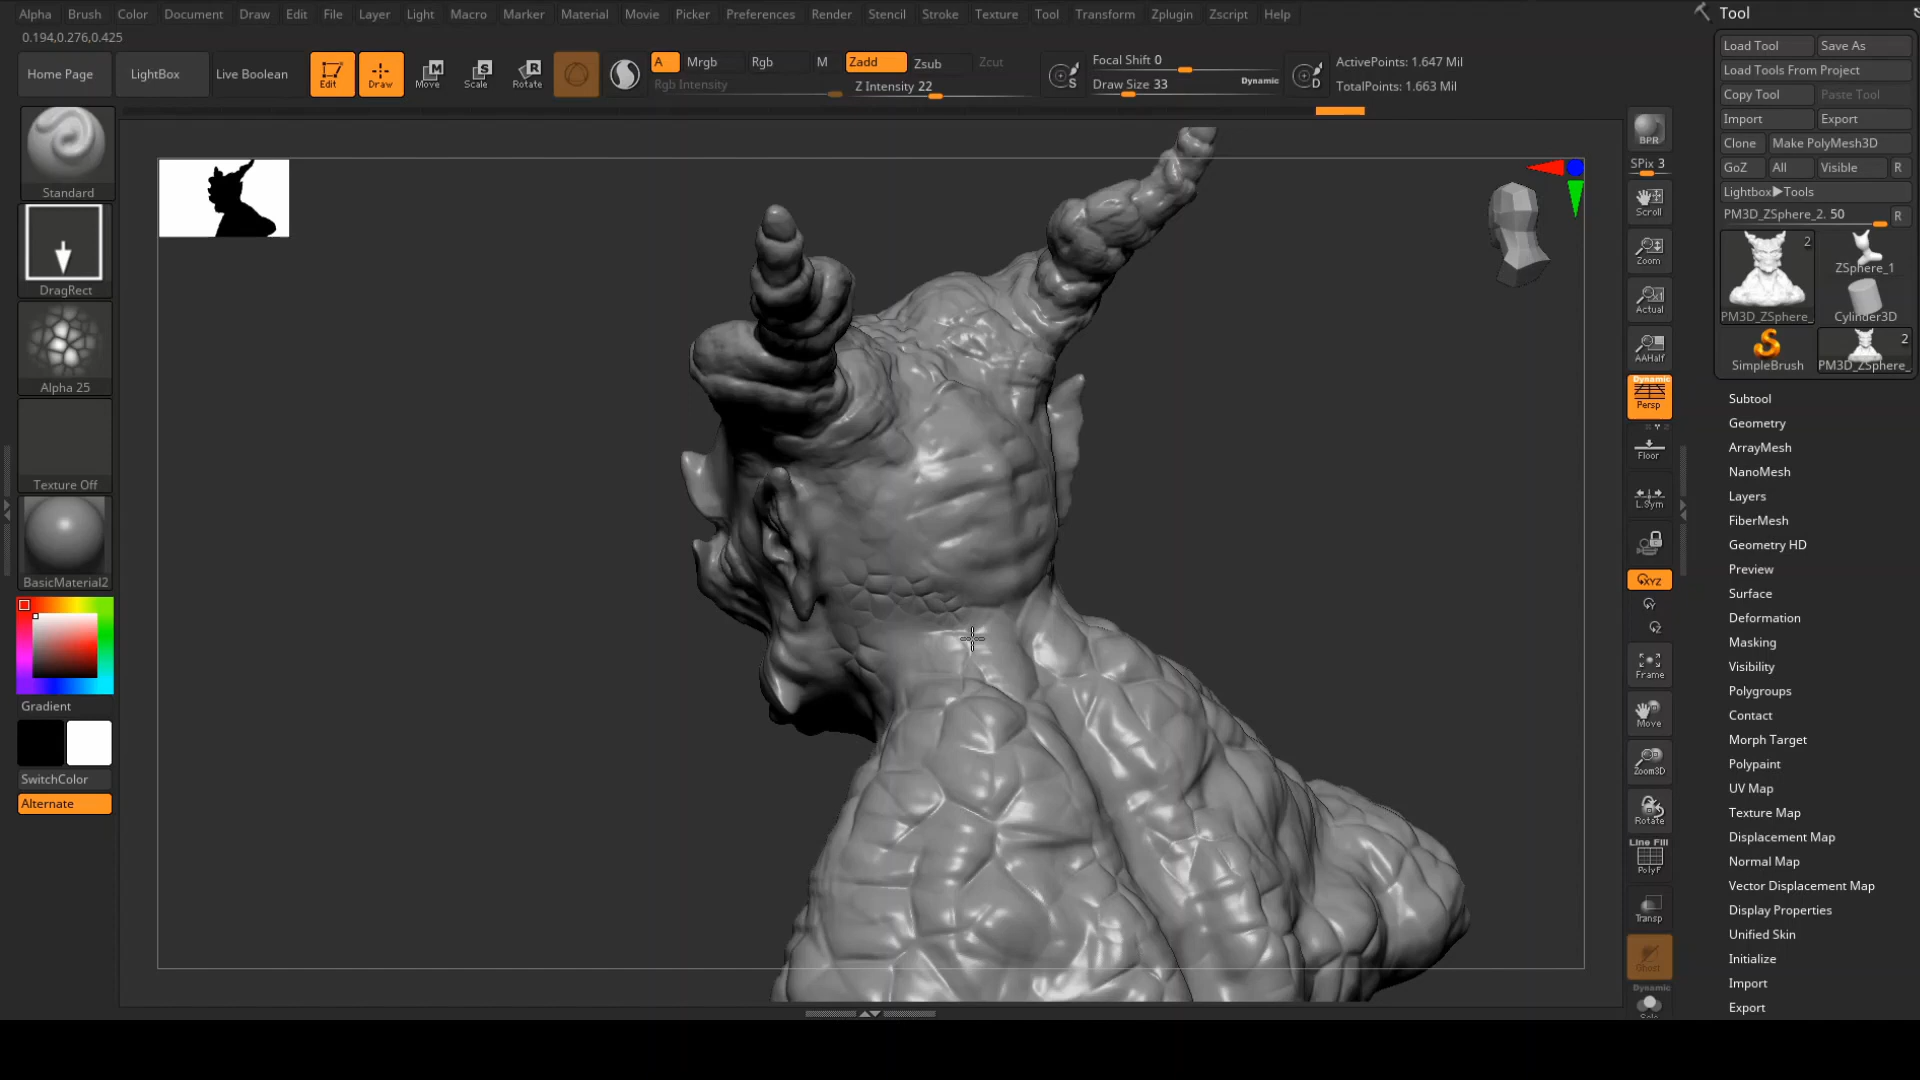 Alpha Brush Color Document Draw Edit File Layer Light Macro Marker Material Movie Picker Preferences Render Stencil Stroke Texture Tool Transform Zplugin Zscript Help
0.194,0.276,0.425
Home Page
LightBox
Live Boolean
Edit
Draw
Move
Scale
Rotate
A Mrgb Rgb M
Rgb Intensity
Zadd Zsub Zcut
Z Intensity 22
Focal Shift 0
Draw Size 33
Dynamic
ActivePoints: 1.647 Mil
TotalPoints: 1.663 Mil
Standard
DragRect
Alpha 25
Texture Off
BasicMaterial2
Gradient
SwitchColor
Alternate
BPR
SPix 3
Scroll
Zoom
Actual
AAHalf
Dynamic
Persp
Floor
L.Sym
XYZ
Frame
Move
Zoom3D
Rotate
Line Fill
PolyF
Transp
Ghost
Dynamic
Tool
Load Tool Save As
Load Tools From Project
Copy Tool Paste Tool
Import Export
Clone Make PolyMesh3D
GoZ All Visible R
Lightbox▶Tools
PM3D_ZSphere_2. 50 R
2
PM3D_ZSphere_
ZSphere_1
Cylinder3D
SimpleBrush
2
PM3D_ZSphere_
Subtool
Geometry
ArrayMesh
NanoMesh
Layers
FiberMesh
Geometry HD
Preview
Surface
Deformation
Masking
Visibility
Polygroups
Contact
Morph Target
Polypaint
UV Map
Texture Map
Displacement Map
Normal Map
Vector Displacement Map
Display Properties
Unified Skin
Initialize
Import
Export